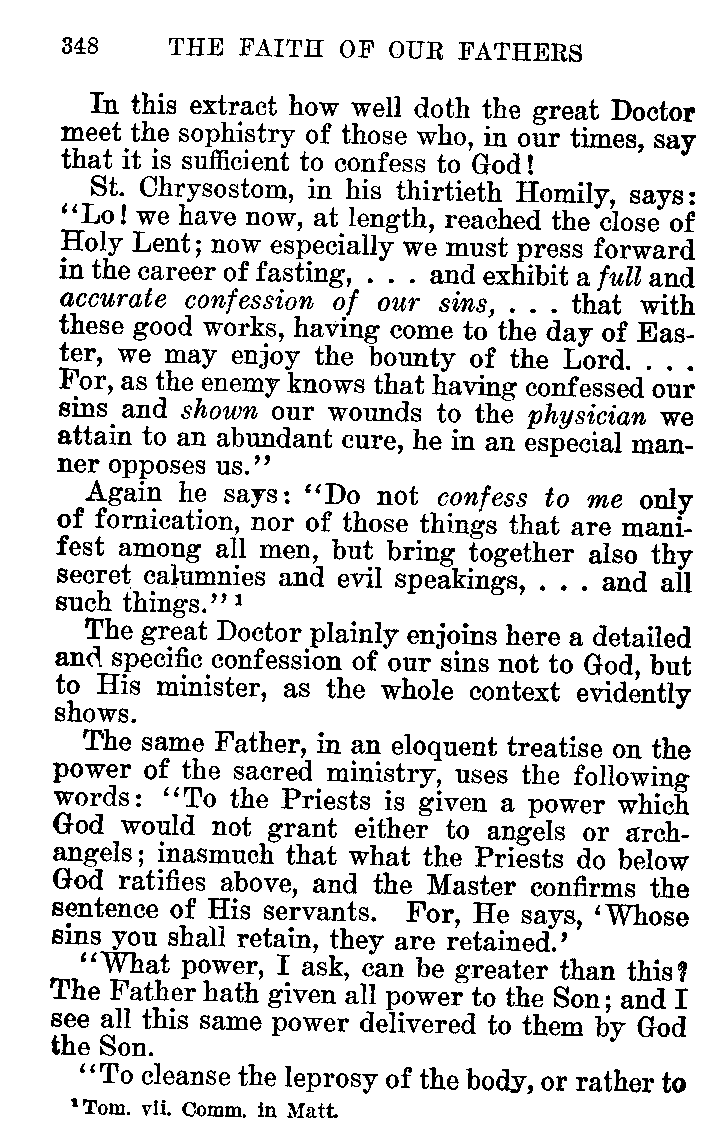 348 THE FAITH OF OUR FATHERS
In this extract how well doth the great Doctor
meet the sophistry of those who, in our times, say
that it is sufficient to confess to God!
St. Chrysostom, in his thirtieth Homily, says:
“Lo! we have now, at length, reached the close of
Holy Lent; now especially we must press forward
in the career of fasting, . . . and exhibit a full and
accurate confession of our sins, . . . that with
these good works, having come to the day of Eas-
ter, we may enjoy the bounty of the Lord. . . .
For, as the enemy knows that having confessed our
sins and shown our wounds to the physician we
attain to an abundant cure, he in an especial man-
ner opposes us.”
Again he says: “Do not confess to me only
of fornication, nor of those things that are mani-
fest among all men, but bring together also thy
secret calumnies and evil speakings, . . . and all
such things.” ¹
The great Doctor plainly enjoins here a detailed
and specific confession of our sins not to God, but
to His minister, as the whole context evidently
shows.
The same Father, in an eloquent treatise on the
power of the sacred ministry, uses the following
words: “To the Priests is given a power which
God would not grant either to angels or arch-
angels; inasmuch that what the Priests do below
God ratifies above, and the Master confirms the
sentence of His servants. For, He says, ‘Whose
sins you shall retain, they are retained.’
“What power, I ask, can be greater than this?
The Father hath given all power to the Son; and I
see all this same power delivered to them by God
the Son.
“To cleanse the leprosy of the body, or rather to
¹ Tom. vii. Comm. in Matt.